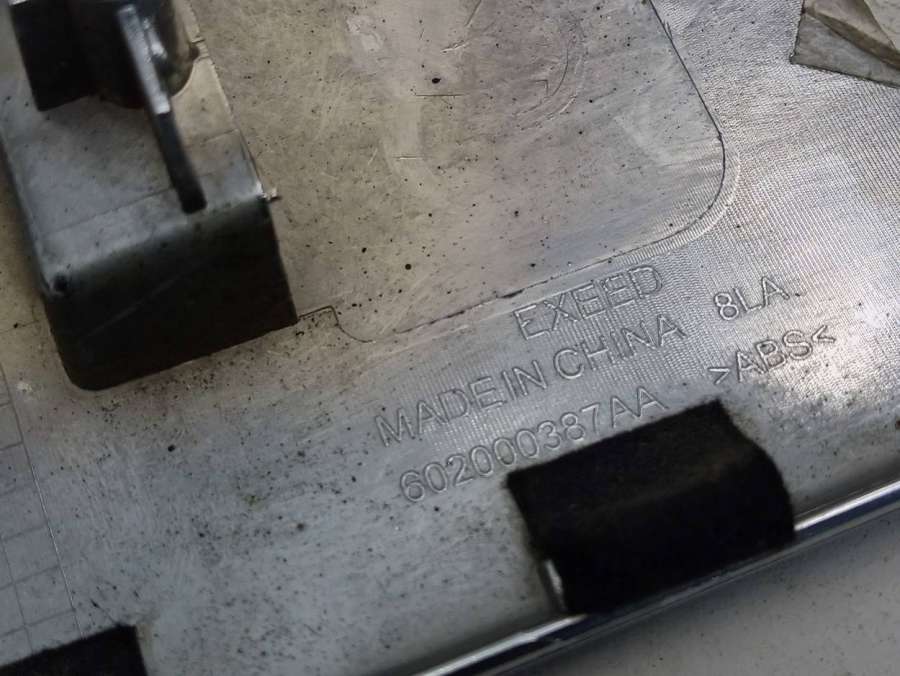 EXEED 8LA
MADE IN CHINA >ABS<
602000387AA